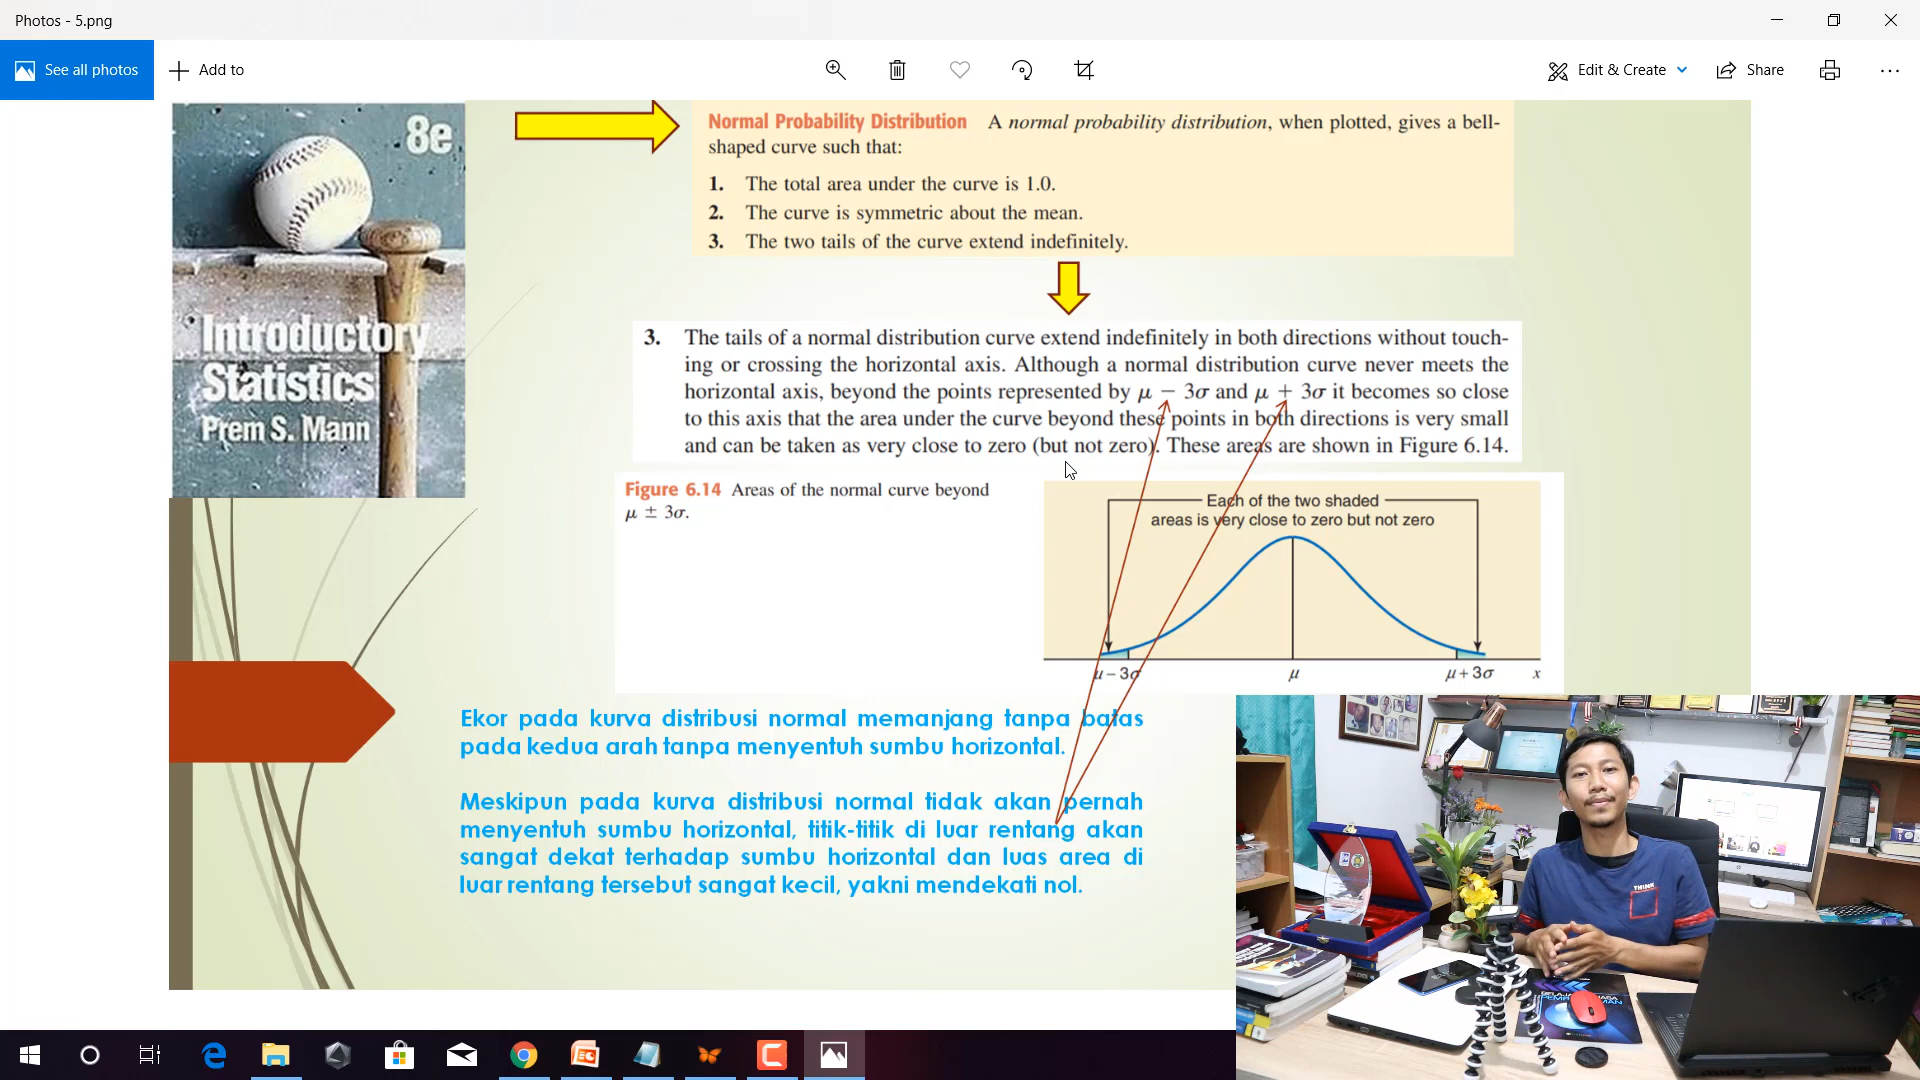 Photos - 5.png
See all photos
Add to
Edit & Create
Share
8e
Introductory
Statistics
Prem S. Mann
Normal Probability Distribution A normal probability distribution, when plotted, gives a bell-
shaped curve such that:
1. The total area under the curve is 1.0.
2. The curve is symmetric about the mean.
3. The two tails of the curve extend indefinitely.
3. The tails of a normal distribution curve extend indefinitely in both directions without touch-
ing or crossing the horizontal axis. Although a normal distribution curve never meets the
horizontal axis, beyond the points represented by μ − 3σ and μ + 3σ it becomes so close
to this axis that the area under the curve beyond these points in both directions is very small
and can be taken as very close to zero (but not zero). These areas are shown in Figure 6.14.
Figure 6.14 Areas of the normal curve beyond
μ ± 3σ.
Each of the two shaded
areas is very close to zero but not zero
μ − 3σ μ μ + 3σ x
Ekor pada kurva distribusi normal memanjang tanpa batas
pada kedua arah tanpa menyentuh sumbu horizontal.
Meskipun pada kurva distribusi normal tidak akan pernah
menyentuh sumbu horizontal, titik-titik di luar rentang akan
sangat dekat terhadap sumbu horizontal dan luas area di
luar rentang tersebut sangat kecil, yakni mendekati nol.
THINK